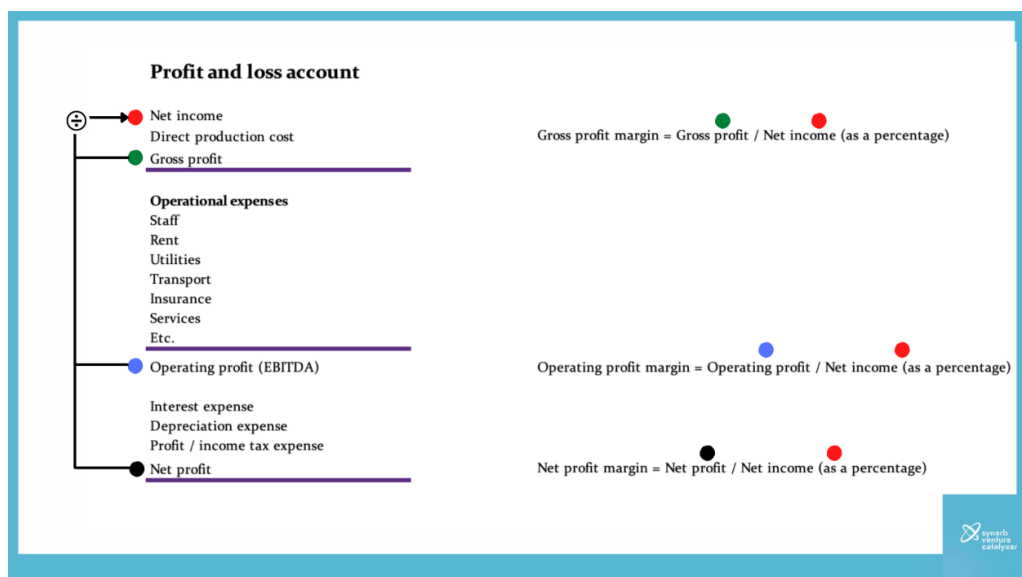 Profit and loss account
÷
Net income
Direct production cost
Gross profit
Gross profit margin = Gross profit / Net income (as a percentage)
Operational expenses
Staff
Rent
Utilities
Transport
Insurance
Services
Etc.
Operating profit (EBITDA)
Operating profit margin = Operating profit / Net income (as a percentage)
Interest expense
Depreciation expense
Profit / income tax expense
Net profit
Net profit margin = Net profit / Net income (as a percentage)
synerb
venture
catalyzer